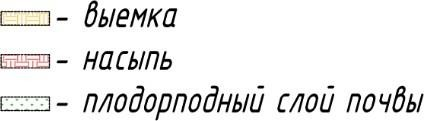 - выемка
- насыпь
- плодорподный слой почвы